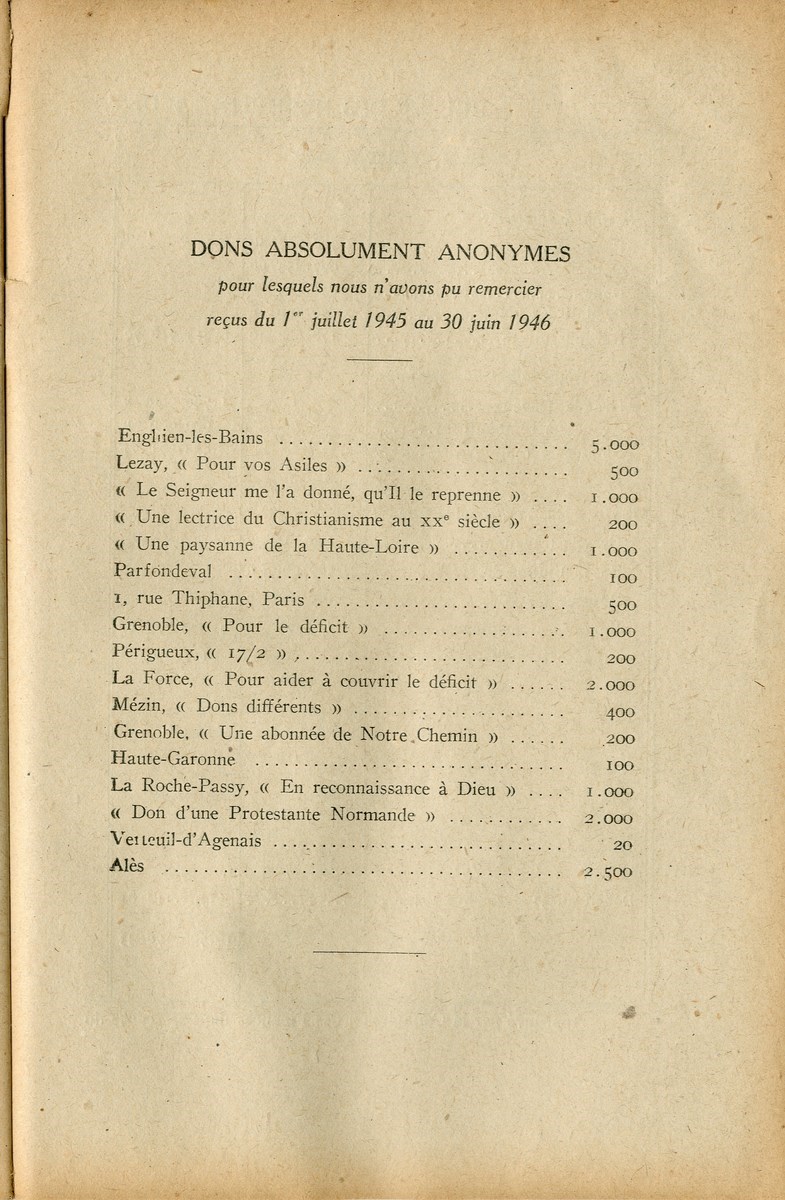 DONS ABSOLUMENT ANONYMES
pour lesquels nous n'avons pu remercier
reçus du 1er juillet 1945 au 30 juin 1946
Enghien-les-Bains .............................. 5.000
Lezay, « Pour vos Asiles » ...................... 500
« Le Seigneur me l'a donné, qu'Il le reprenne » .... 1.000
« Une lectrice du Christianisme au XXe siècle » .... 200
« Une paysanne de la Haute-Loire » ............ 1.000
Parfondeval ................................... 100
1, rue Thiphane, Paris .......................... 500
Grenoble, « Pour le déficit » ................... 1.000
Périgueux, « 17/2 » ............................ 200
La Force, « Pour aider à couvrir le déficit » ...... 2.000
Mézin, « Dons différents » ...................... 400
Grenoble, « Une abonnée de Notre Chemin » ...... 200
Haute-Garonne ................................ 100
La Roche-Passy, « En reconnaissance à Dieu » .... 1.000
« Don d'une Protestante Normande » ............ 2.000
Verteuil-d'Agenais .............................. 20
Alès ......................................... 2.500